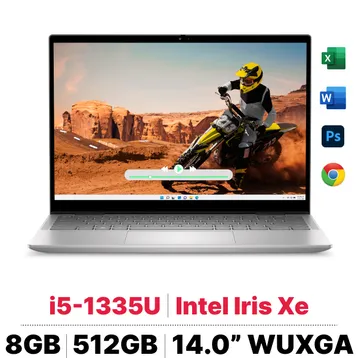 i5-1335U | Intel Iris Xe
8GB | 512GB | 14.0” WUXGA